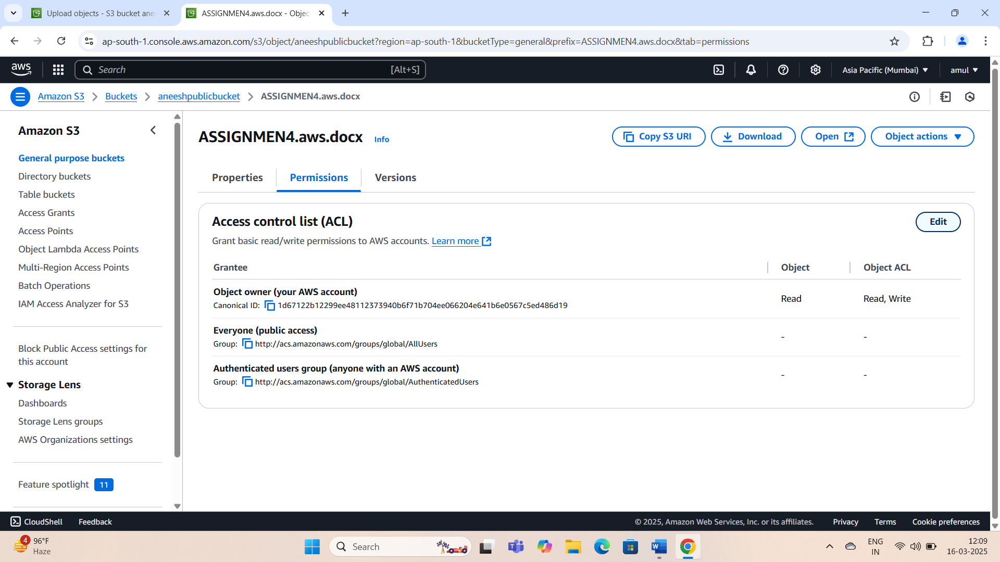 Upload objects - S3 bucket ane
ASSIGNMEN4.aws.docx - Objec
ap-south-1.console.aws.amazon.com/s3/object/aneeshpublicbucket?region=ap-south-1&bucketType=general&prefix=ASSIGNMEN4.aws.docx&tab=permissions
aws
Search [Alt+S]
Asia Pacific (Mumbai)
amul
Amazon S3
Buckets
aneeshpublicbucket
ASSIGNMEN4.aws.docx
Amazon S3
General purpose buckets
Directory buckets
Table buckets
Access Grants
Access Points
Object Lambda Access Points
Multi-Region Access Points
Batch Operations
IAM Access Analyzer for S3
Block Public Access settings for
this account
Storage Lens
Dashboards
Storage Lens groups
AWS Organizations settings
Feature spotlight 11
ASSIGNMEN4.aws.docx Info
Copy S3 URI
Download
Open
Object actions
Properties
Permissions
Versions
Access control list (ACL)
Edit
Grant basic read/write permissions to AWS accounts. Learn more
Grantee Object Object ACL
Object owner (your AWS account)
Canonical ID: 1d67122b12299ee48112373940b6f71b704ee066204e641b6e0567c5ed486d19
Read Read, Write
Everyone (public access)
Group: http://acs.amazonaws.com/groups/global/AllUsers
- -
Authenticated users group (anyone with an AWS account)
Group: http://acs.amazonaws.com/groups/global/AuthenticatedUsers
- -
CloudShell
Feedback
© 2025, Amazon Web Services, Inc. or its affiliates.
Privacy
Terms
Cookie preferences
4
96°F
Haze
Search
ENG
IN
12:09
16-03-2025